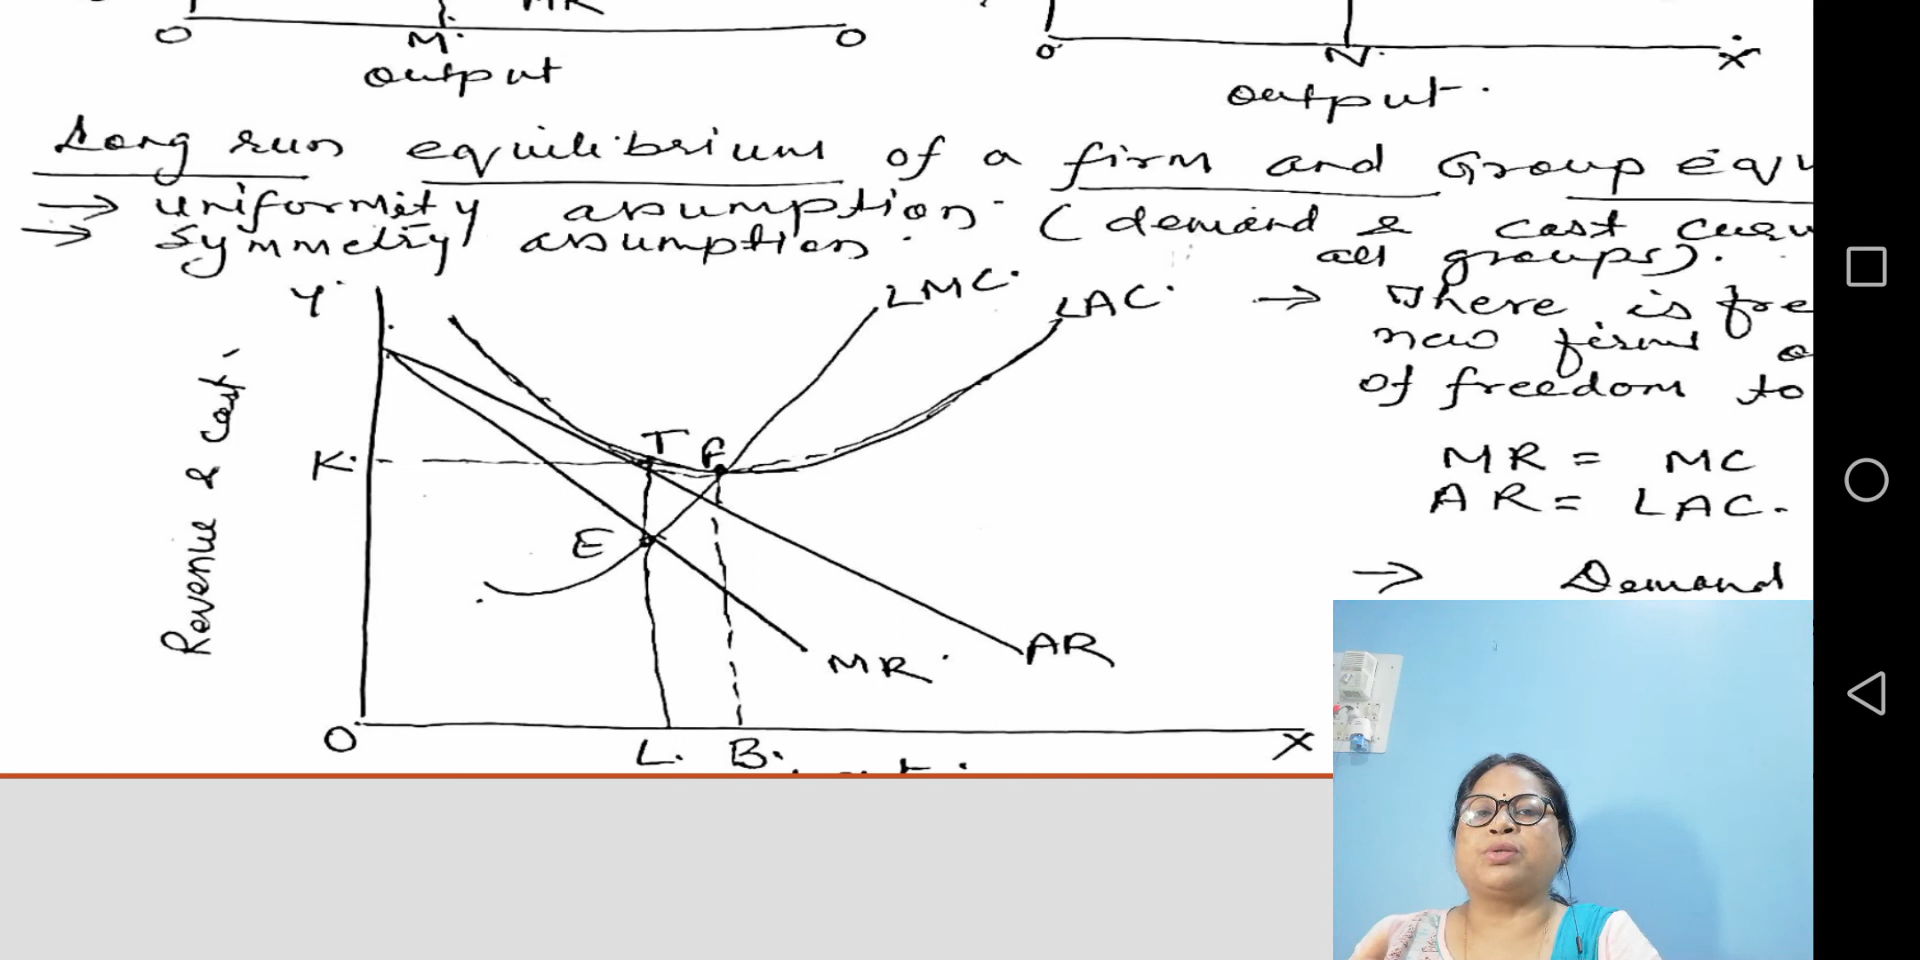 MR
O M. O
output
O N. X
output.
Long run equilibrium of a firm and Group equ
→ uniformity assumption. (demand & cost curv
→ Symmetry assumption. all groups).
Y
LMC.
LAC.
→ There is fre
new firms o
of freedom to
Revenue & Cost,
K.
T F
MR = MC
AR = LAC.
E
→ Demand
MR.
AR
O L. B. X